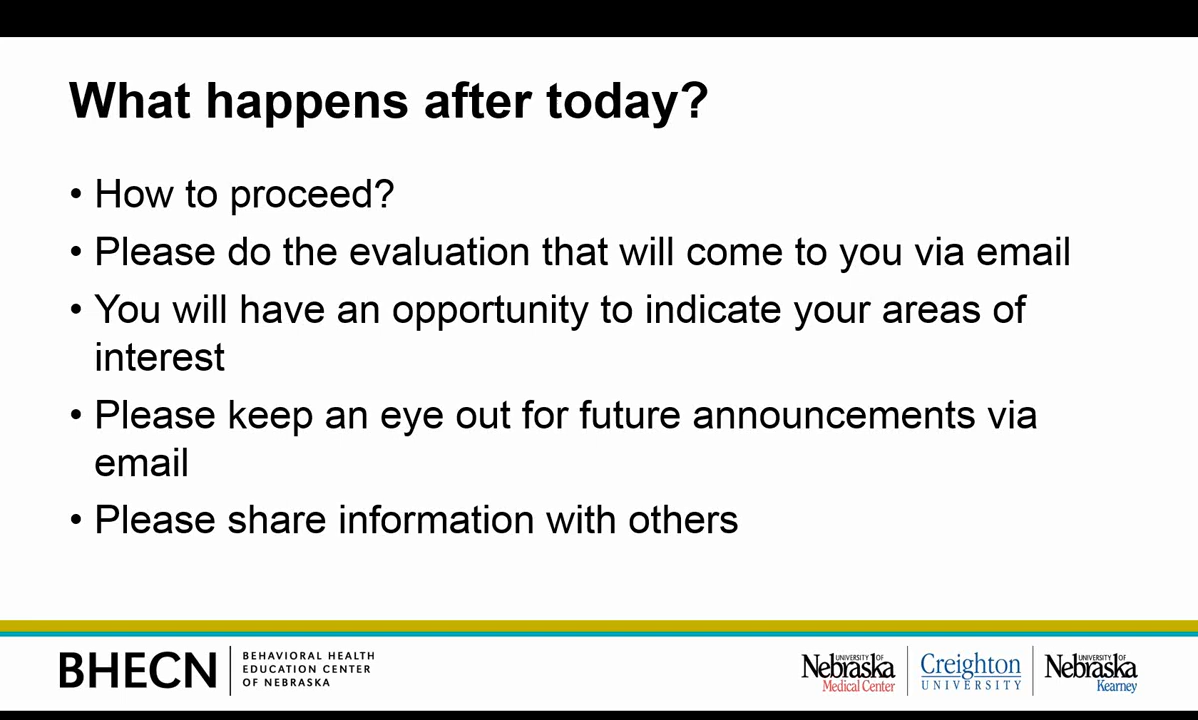 What happens after today?
• How to proceed?
• Please do the evaluation that will come to you via email
• You will have an opportunity to indicate your areas of
interest
• Please keep an eye out for future announcements via
email
• Please share information with others
BHECN
BEHAVIORAL HEALTH
EDUCATION CENTER
OF NEBRASKA
UNIVERSITY OF
Nebraska
Medical Center
Creighton
UNIVERSITY
UNIVERSITY OF
Nebraska
Kearney